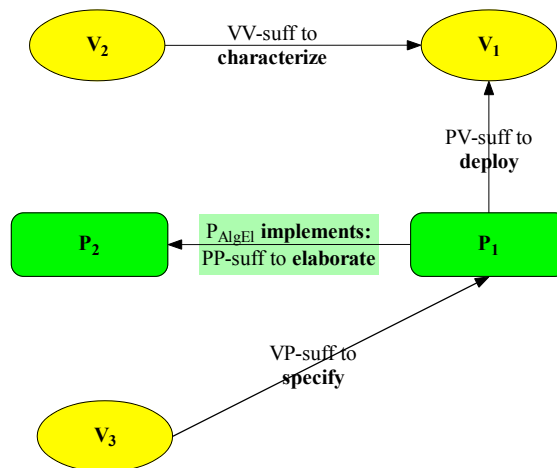 V₂
VV-suff to
characterize
V₁
PV-suff to
deploy
P₂
P_AlgEl implements:
PP-suff to elaborate
P₁
VP-suff to
specify
V₃